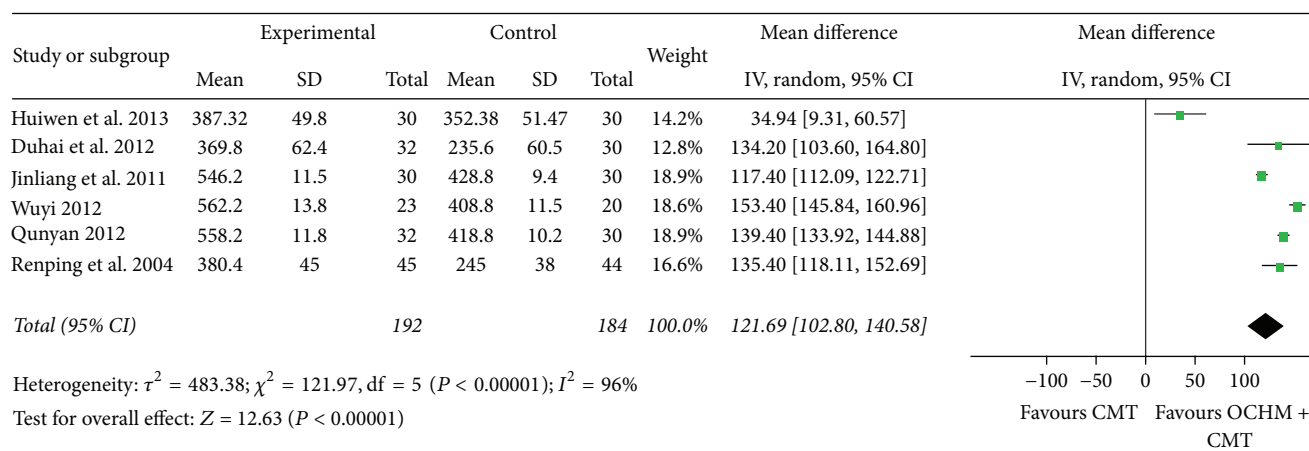 Study or subgroup Experimental Control Weight Mean difference Mean difference
Mean SD Total Mean SD Total IV, random, 95% CI IV, random, 95% CI
Huiwen et al. 2013 387.32 49.8 30 352.38 51.47 30 14.2% 34.94 [9.31, 60.57]
Duhai et al. 2012 369.8 62.4 32 235.6 60.5 30 12.8% 134.20 [103.60, 164.80]
Jinliang et al. 2011 546.2 11.5 30 428.8 9.4 30 18.9% 117.40 [112.09, 122.71]
Wuyi 2012 562.2 13.8 23 408.8 11.5 20 18.6% 153.40 [145.84, 160.96]
Qunyan 2012 558.2 11.8 32 418.8 10.2 30 18.9% 139.40 [133.92, 144.88]
Renping et al. 2004 380.4 45 45 245 38 44 16.6% 135.40 [118.11, 152.69]
Total (95% CI) 192 184 100.0% 121.69 [102.80, 140.58]
Heterogeneity: τ² = 483.38; χ² = 121.97, df = 5 (P < 0.00001); I² = 96%
Test for overall effect: Z = 12.63 (P < 0.00001)
−100 −50 0 50 100
Favours CMT Favours OCHM +
CMT